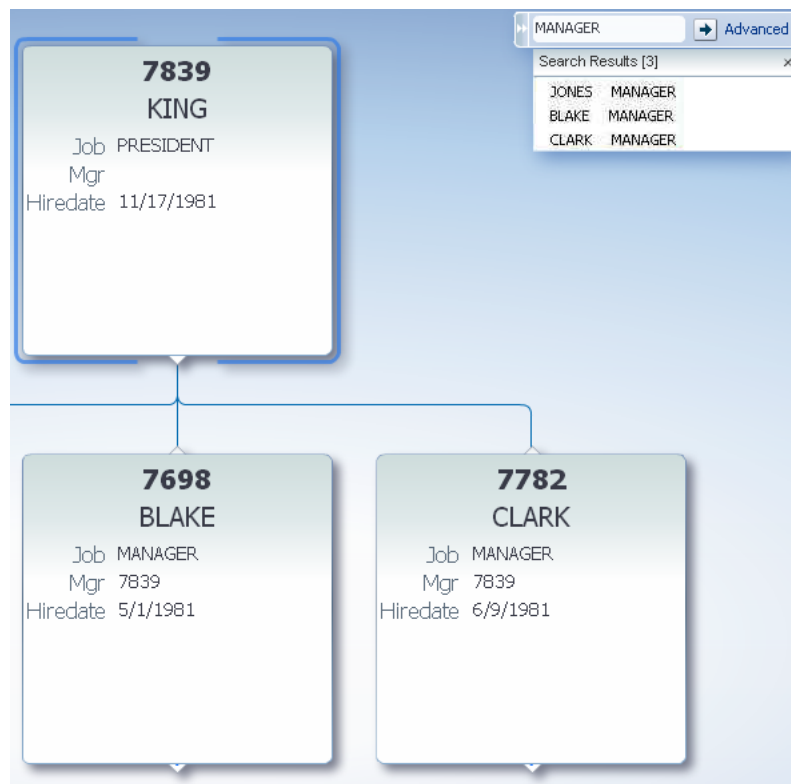 MANAGER Advanced
Search Results [3]
JONES MANAGER
BLAKE MANAGER
CLARK MANAGER
7839
KING
Job PRESIDENT
Mgr
Hiredate 11/17/1981
7698
BLAKE
Job MANAGER
Mgr 7839
Hiredate 5/1/1981
7782
CLARK
Job MANAGER
Mgr 7839
Hiredate 6/9/1981